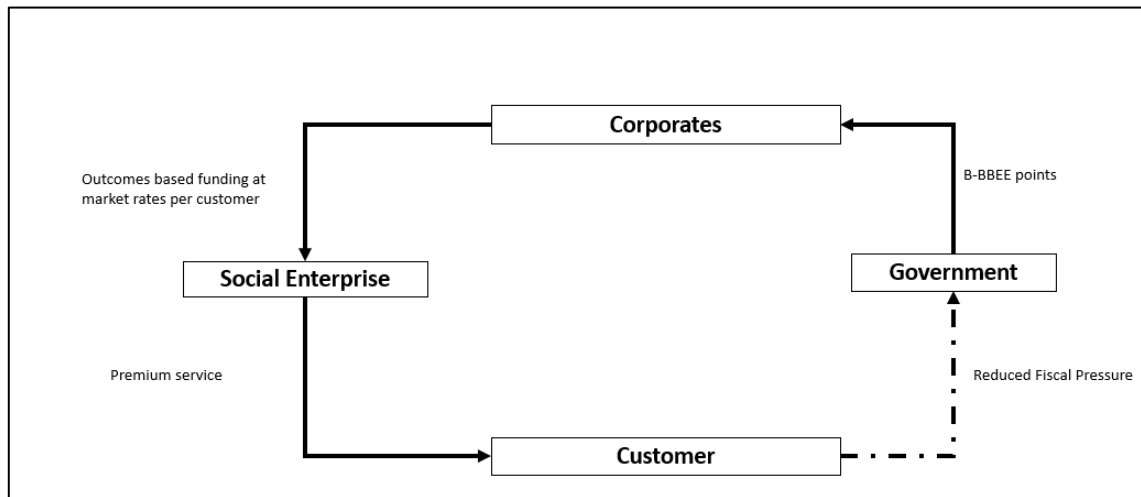 Corporates
Outcomes based funding at
market rates per customer
B-BBEE points
Social Enterprise
Government
Premium service
Reduced Fiscal Pressure
Customer